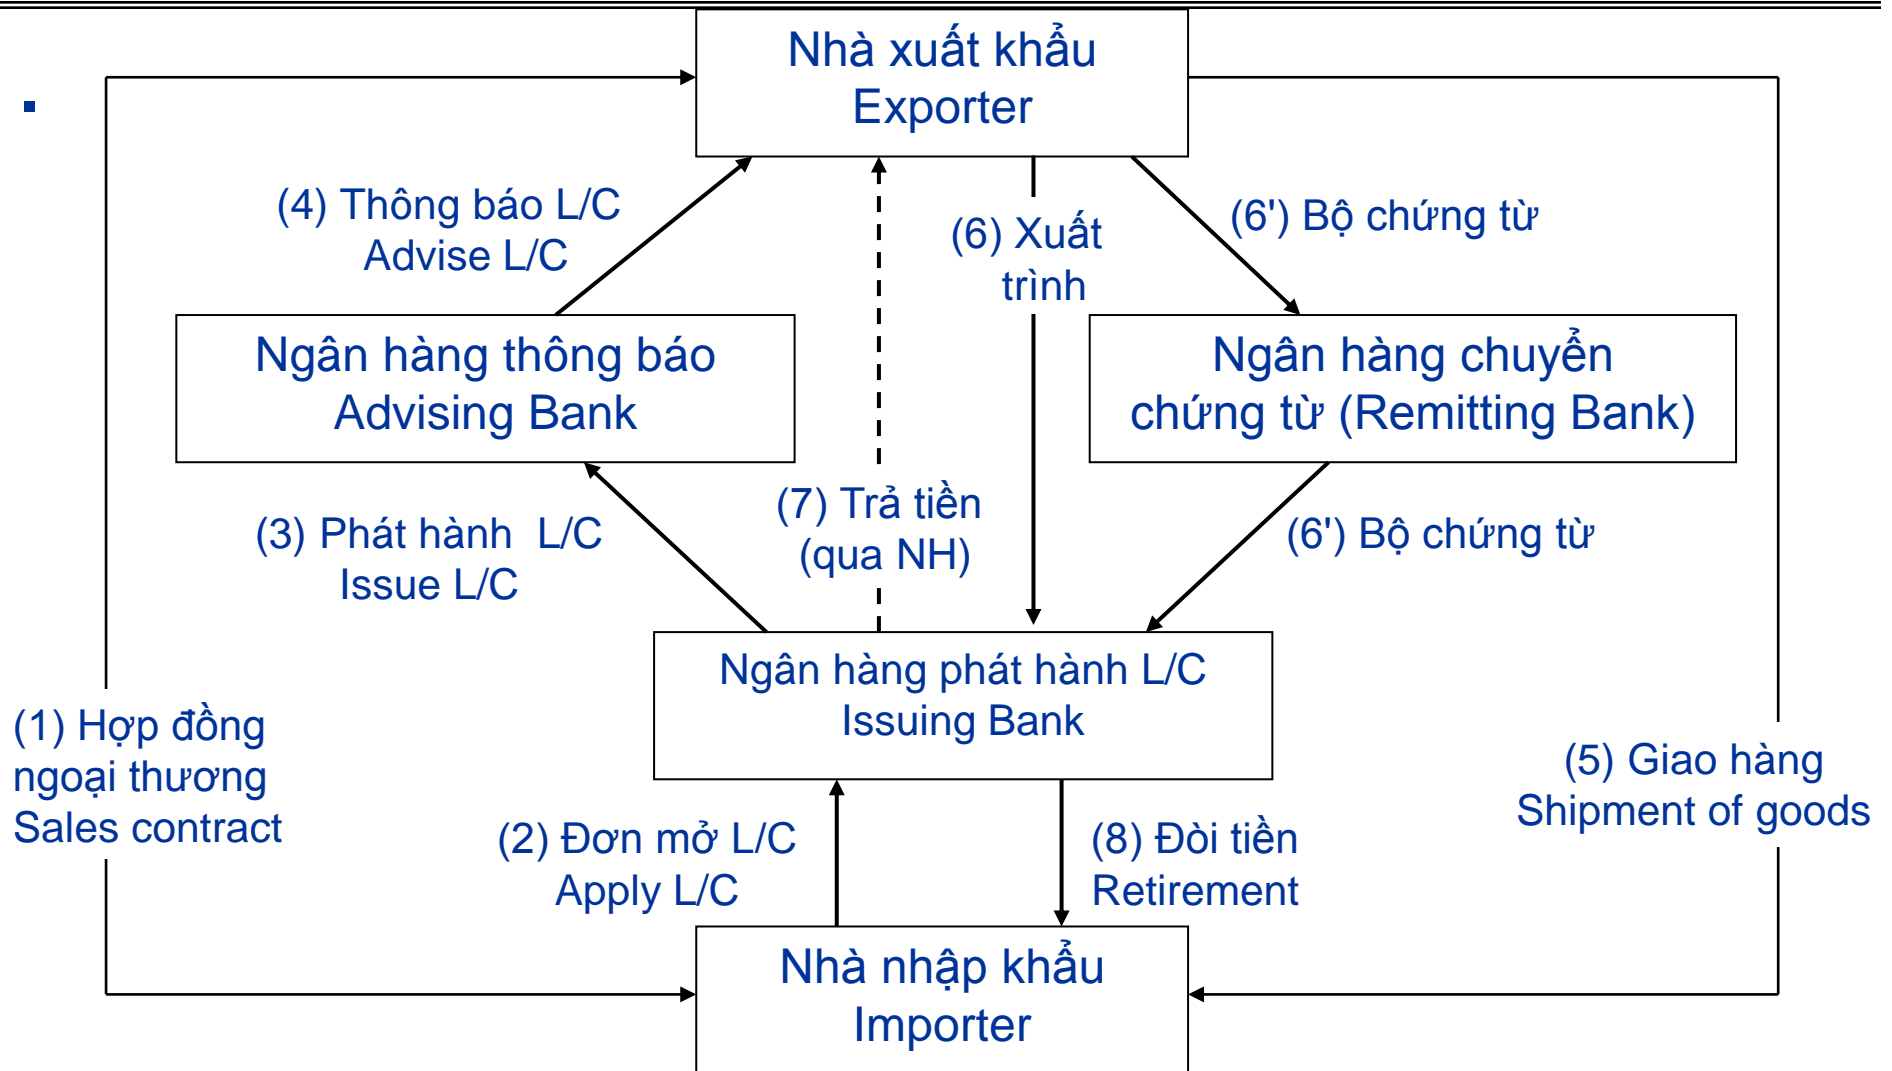 Nhà xuất khẩu
Exporter
(4) Thông báo L/C
Advise L/C
(6) Xuất
trình
(6') Bộ chứng từ
Ngân hàng thông báo
Advising Bank
Ngân hàng chuyển
chứng từ (Remitting Bank)
(3) Phát hành L/C
Issue L/C
(7) Trả tiền
(qua NH)
(6') Bộ chứng từ
Ngân hàng phát hành L/C
Issuing Bank
(1) Hợp đồng
ngoại thương
Sales contract
(5) Giao hàng
Shipment of goods
(2) Đơn mở L/C
Apply L/C
(8) Đòi tiền
Retirement
Nhà nhập khẩu
Importer